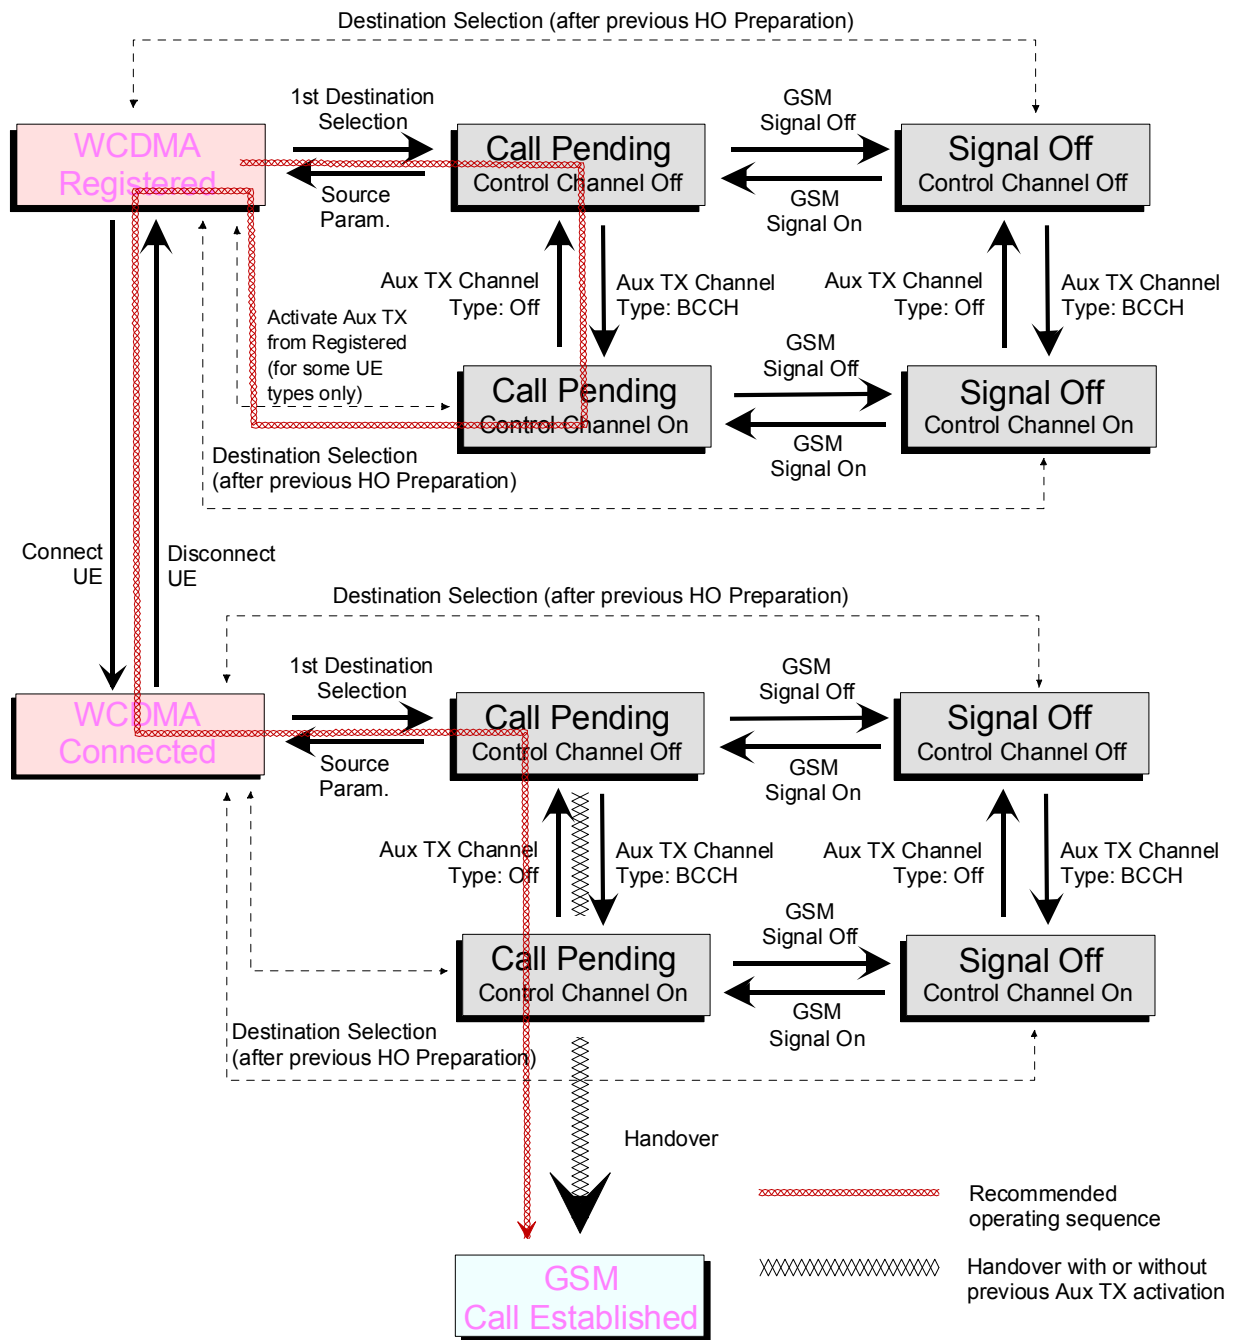 Destination Selection (after previous HO Preparation)
1st Destination
Selection
GSM
Signal Off
WCDMA
Registered
Call Pending
Control Channel Off
Signal Off
Control Channel Off
Source
Param.
GSM
Signal On
Aux TX Channel
Type: Off
Aux TX Channel
Type: BCCH
Aux TX Channel
Type: Off
Aux TX Channel
Type: BCCH
Activate Aux TX
from Registered
(for some UE
types only)
GSM
Signal Off
Call Pending
Control Channel On
Signal Off
Control Channel On
GSM
Signal On
Destination Selection
(after previous HO Preparation)
Connect
UE
Disconnect
UE
Destination Selection (after previous HO Preparation)
1st Destination
Selection
GSM
Signal Off
WCDMA
Connected
Call Pending
Control Channel Off
Signal Off
Control Channel Off
Source
Param.
GSM
Signal On
Aux TX Channel
Type: Off
Aux TX Channel
Type: BCCH
Aux TX Channel
Type: Off
Aux TX Channel
Type: BCCH
GSM
Signal Off
Call Pending
Control Channel On
Signal Off
Control Channel On
GSM
Signal On
Destination Selection
(after previous HO Preparation)
Handover
Recommended
operating sequence
Handover with or without
previous Aux TX activation
GSM
Call Established